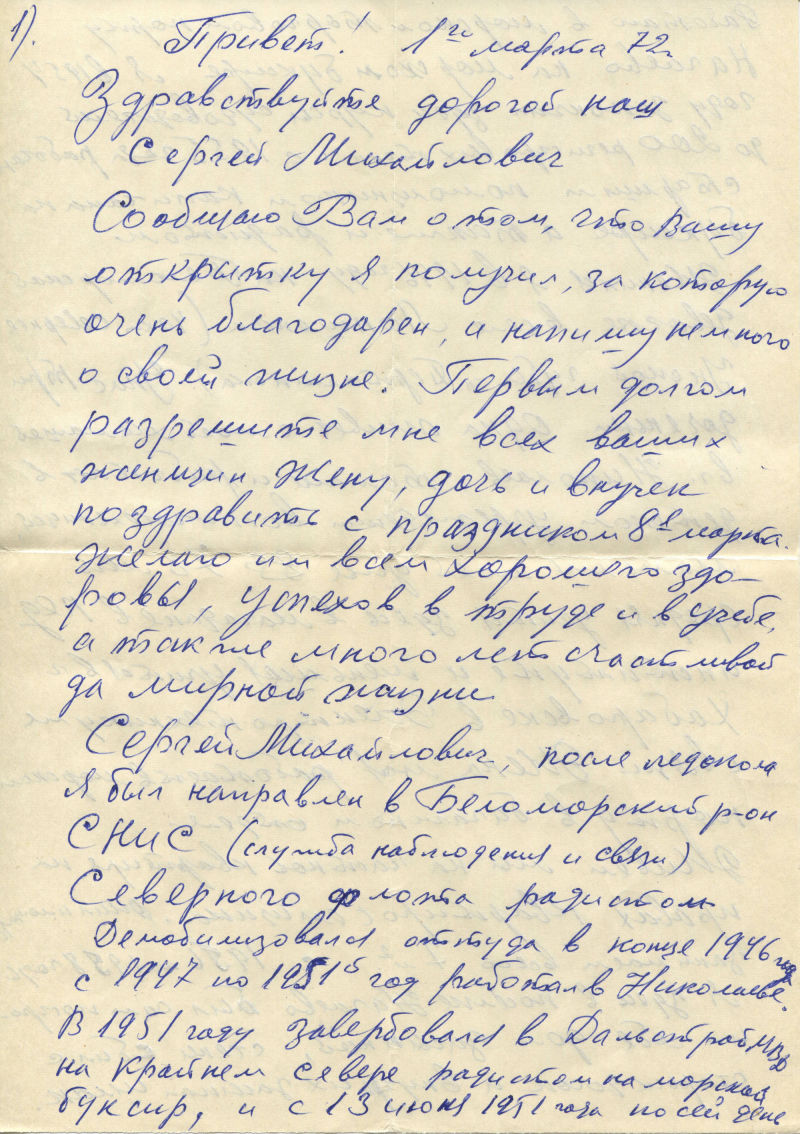 1).
Привет! 1го марта 72г.
Здравствуйте дорогой наш
Сергей Михайлович
Сообщаю Вам о том, что вашу
открытку я получил, за которую
очень благодарен, и напишу немного
о своей жизне. Первым долгом
разрешите мне всех ваших
женщин жену, дочь и внучек
поздравить с праздником 8е марта.
Желаю им всем хорошего здо-
ровья, успехов в труде и в учебе,
а также много лет счастливой
да мирной жизни
Сергей Михайлович после ледокола
я был направлен в Беломорский р-он
СНиС (служба наблюдения и связи)
Северного флота радистом
Демобилизовался оттуда в конце 1946 года
с 1947 по 1951й год работал в Николаеве.
В 1951 году завербовался в Дальстрой МВД
на крайнем севере радистом на морской
буксир, и с 13 июня 1951 года по сей день